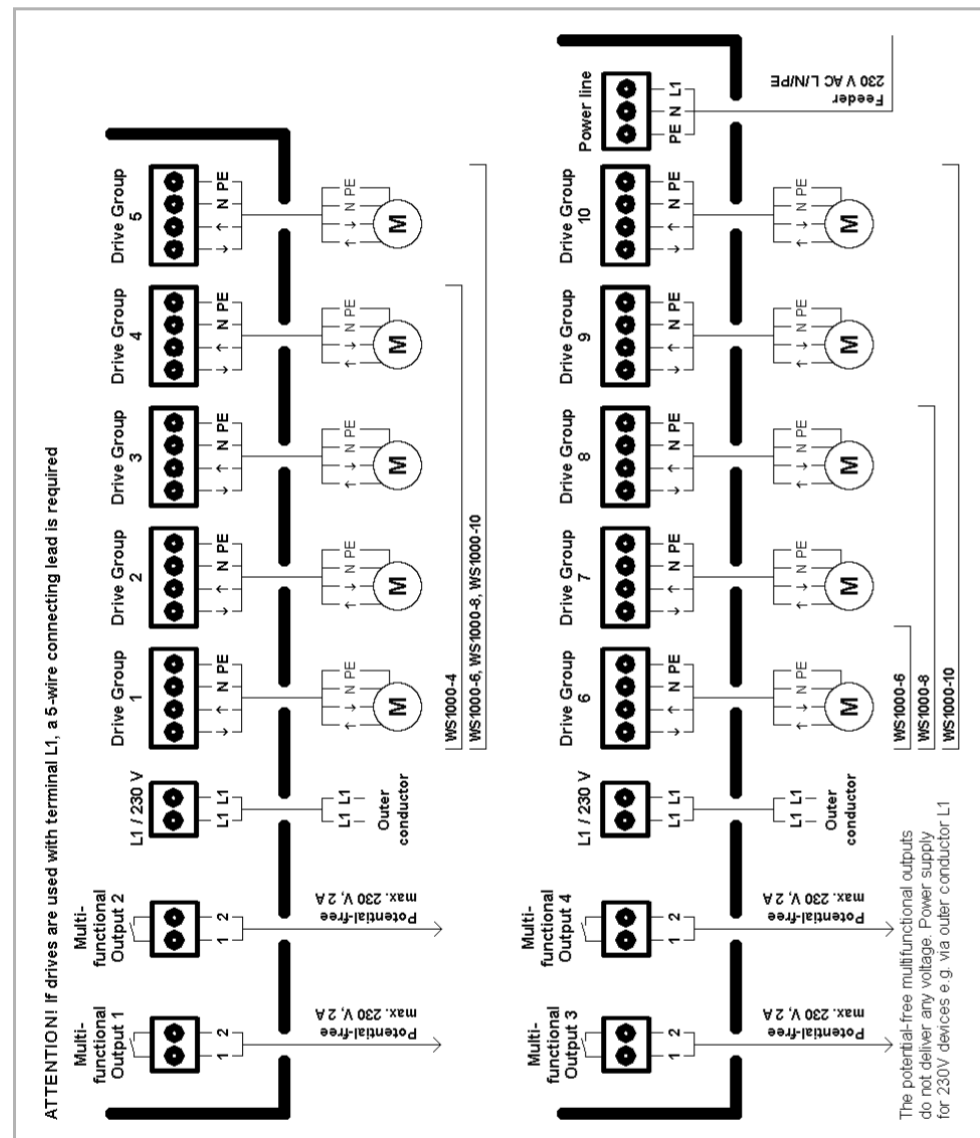 ATTENTION! If drives are used with terminal L1, a 5-wire connecting lead is required
Multi-
functional
Output 1
1 2
Potential-free
max. 230 V, 2 A
Multi-
functional
Output 2
1 2
Potential-free
max. 230 V, 2 A
L1 / 230 V
L1 L1
L1 L1
Outer
conductor
Drive Group
1
↓ ↑ N PE
↑ ↓ N PE
M
Drive Group
2
↓ ↑ N PE
↑ ↓ N PE
M
Drive Group
3
↓ ↑ N PE
↑ ↓ N PE
M
Drive Group
4
↓ ↑ N PE
↑ ↓ N PE
M
Drive Group
5
↓ ↑ N PE
↑ ↓ N PE
M
WS1000-4
WS1000-6, WS1000-8, WS1000-10
Multi-
functional
Output 3
1 2
Potential-free
max. 230 V, 2 A
Multi-
functional
Output 4
1 2
Potential-free
max. 230 V, 2 A
L1 / 230 V
L1 L1
L1 L1
Outer
conductor
Drive Group
6
↓ ↑ N PE
↑ ↓ N PE
M
Drive Group
7
↓ ↑ N PE
↑ ↓ N PE
M
Drive Group
8
↓ ↑ N PE
↑ ↓ N PE
M
Drive Group
9
↓ ↑ N PE
↑ ↓ N PE
M
Drive Group
10
↓ ↑ N PE
↑ ↓ N PE
M
Power line
PE N L1
Feeder
230 V AC L/N/PE
WS1000-6
WS1000-8
WS1000-10
The potential-free multifunctional outputs
do not deliver any voltage. Power supply
for 230V devices e.g. via outer conductor L1